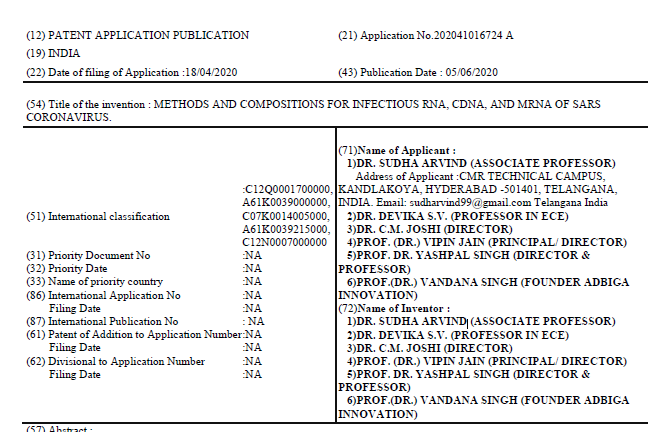 (12) PATENT APPLICATION PUBLICATION
(21) Application No.202041016724 A
(19) INDIA
(22) Date of filing of Application :18/04/2020
(43) Publication Date : 05/06/2020
(54) Title of the invention : METHODS AND COMPOSITIONS FOR INFECTIOUS RNA, CDNA, AND MRNA OF SARS
CORONAVIRUS.
(51) International classification
:C12Q0001700000,
A61K0039000000,
C07K0014005000,
A61K0039215000,
C12N0007000000
(31) Priority Document No :NA
(32) Priority Date :NA
(33) Name of priority country :NA
(86) International Application No :NA
Filing Date :NA
(87) International Publication No : NA
(61) Patent of Addition to Application Number:NA
Filing Date :NA
(62) Divisional to Application Number :NA
Filing Date :NA
(71)Name of Applicant :
1)DR. SUDHA ARVIND (ASSOCIATE PROFESSOR)
Address of Applicant :CMR TECHNICAL CAMPUS,
KANDLAKOYA, HYDERABAD -501401, TELANGANA,
INDIA. Email: sudharvind99@gmail.com Telangana India
2)DR. DEVIKA S.V. (PROFESSOR IN ECE)
3)DR. C.M. JOSHI (DIRECTOR)
4)PROF. (DR.) VIPIN JAIN (PRINCIPAL/ DIRECTOR)
5)PROF. DR. YASHPAL SINGH (DIRECTOR &
PROFESSOR)
6)PROF.(DR.) VANDANA SINGH (FOUNDER ADBIGA
INNOVATION)
(72)Name of Inventor :
1)DR. SUDHA ARVIND (ASSOCIATE PROFESSOR)
2)DR. DEVIKA S.V. (PROFESSOR IN ECE)
3)DR. C.M. JOSHI (DIRECTOR)
4)PROF. (DR.) VIPIN JAIN (PRINCIPAL/ DIRECTOR)
5)PROF. DR. YASHPAL SINGH (DIRECTOR &
PROFESSOR)
6)PROF.(DR.) VANDANA SINGH (FOUNDER ADBIGA
INNOVATION)
(57) Abstract :